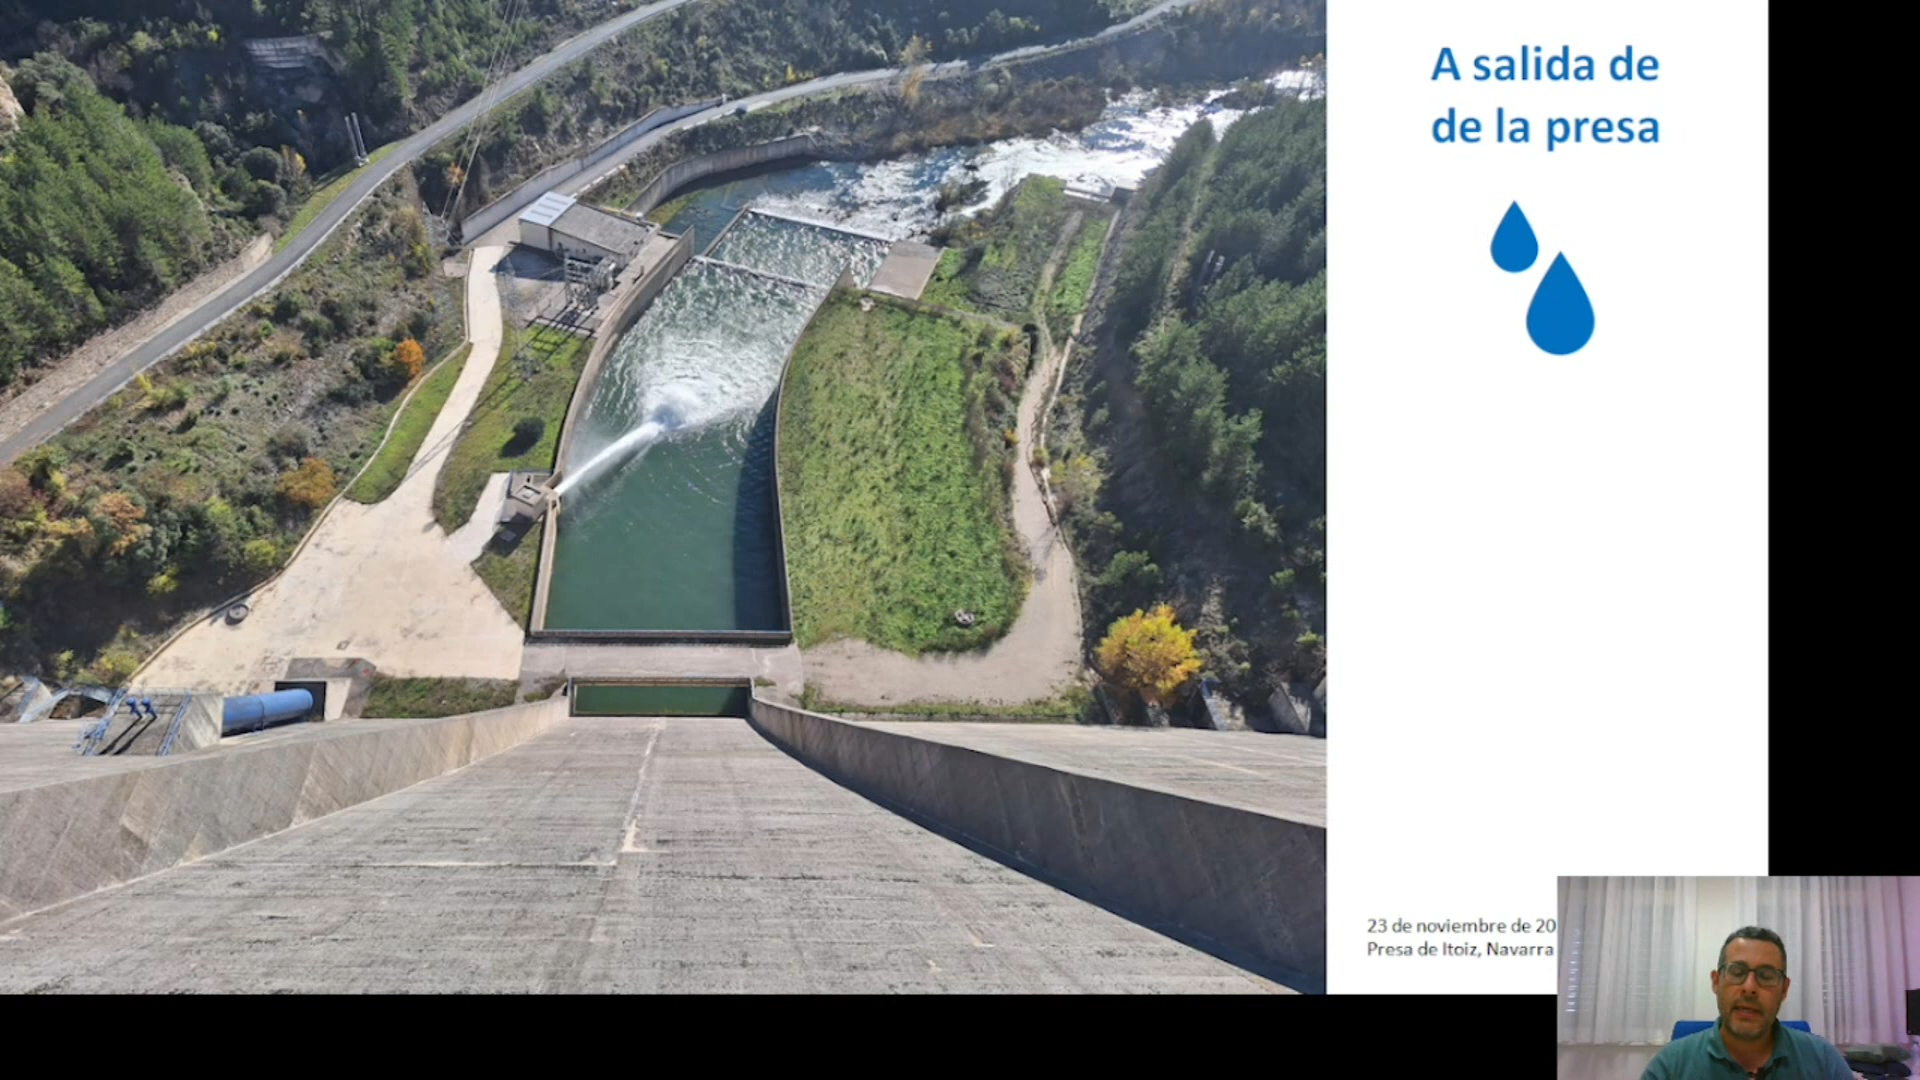 A salida de
de la presa
23 de noviembre de 20
Presa de Itoiz, Navarra